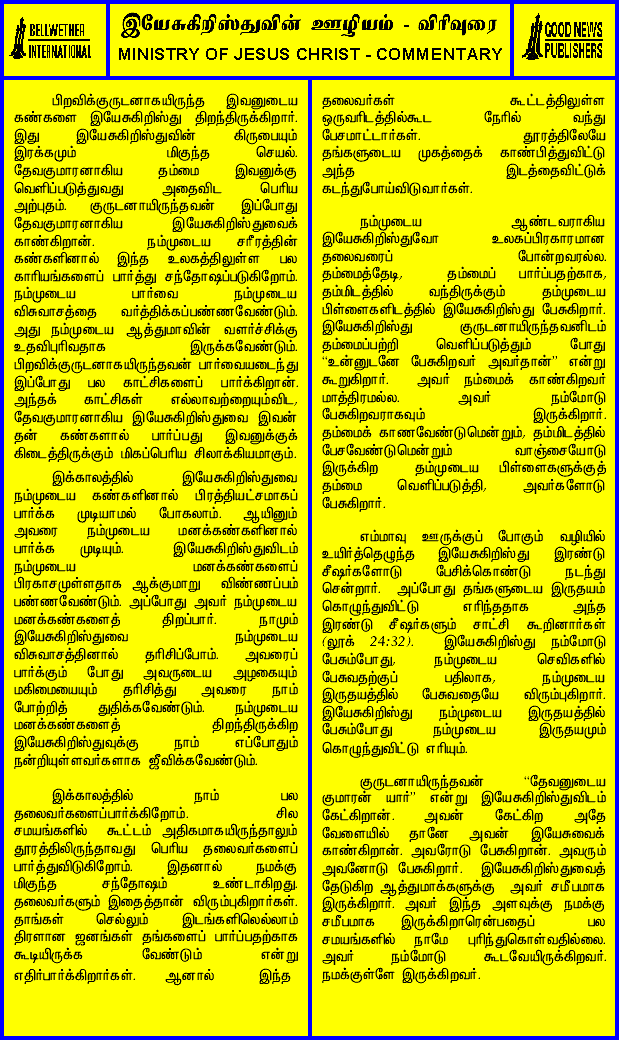 BELLWETHER
INTERNATIONAL
இயேசுகிறிஸ்துவின் ஊழியம் - விரிவுரை
MINISTRY OF JESUS CHRIST - COMMENTARY
GOOD NEWS
PUBLISHERS
பிறவிக்குருடனாகயிருந்த இவனுடைய
கண்களை இயேசுகிறிஸ்து திறந்திருக்கிறார்.
இது இயேசுகிறிஸ்துவின் கிருபையும்
இரக்கமும் மிகுந்த செயல்.
தேவகுமாரனாகிய தம்மை இவனுக்கு
வெளிப்படுத்துவது அதைவிட பெரிய
அற்புதம். குருடனாயிருந்தவன் இப்போது
தேவகுமாரனாகிய இயேசுகிறிஸ்துவைக்
காண்கிறான். நம்முடைய சரீரத்தின்
கண்களினால் இந்த உலகத்திலுள்ள பல
காரியங்களைப் பார்த்து சந்தோஷப்படுகிறோம்.
நம்முடைய பார்வை நம்முடைய
விசுவாசத்தை வர்த்திக்கப்பண்ணவேண்டும்.
அது நம்முடைய ஆத்துமாவின் வளர்ச்சிக்கு
உதவிபுரிவதாக இருக்கவேண்டும்.
பிறவிக்குருடனாகயிருந்தவன் பார்வையடைந்து
இப்போது பல காட்சிகளைப் பார்க்கிறான்.
அந்தக் காட்சிகள் எல்லாவற்றையும்விட,
தேவகுமாரனாகிய இயேசுகிறிஸ்துவை இவன்
தன் கண்களால் பார்ப்பது இவனுக்குக்
கிடைத்திருக்கும் மிகப்பெரிய சிலாக்கியமாகும்.
இக்காலத்தில் இயேசுகிறிஸ்துவை
நம்முடைய கண்களினால் பிரத்தியட்சமாகப்
பார்க்க முடியாமல் போகலாம். ஆயினும்
அவரை நம்முடைய மனக்கண்களினால்
பார்க்க முடியும். இயேசுகிறிஸ்துவிடம்
நம்முடைய மனக்கண்களைப்
பிரகாசமுள்ளதாக ஆக்குமாறு விண்ணப்பம்
பண்ணவேண்டும். அப்போது அவர் நம்முடைய
மனக்கண்களைத் திறப்பார். நாமும்
இயேசுகிறிஸ்துவை நம்முடைய
விசுவாசத்தினால் தரிசிப்போம். அவரைப்
பார்க்கும் போது அவருடைய அழகையும்
மகிமையையும் தரிசித்து அவரை நாம்
போற்றித் துதிக்கவேண்டும். நம்முடைய
மனக்கண்களைத் திறந்திருக்கிற
இயேசுகிறிஸ்துவுக்கு நாம் எப்போதும்
நன்றியுள்ளவர்களாக ஜீவிக்கவேண்டும்.
இக்காலத்தில் நாம் பல
தலைவர்களைப்பார்க்கிறோம். சில
சமயங்களில் கூட்டம் அதிகமாகயிருந்தாலும்
தூரத்திலிருந்தாவது பெரிய தலைவர்களைப்
பார்த்துவிடுகிறோம். இதனால் நமக்கு
மிகுந்த சந்தோஷம் உண்டாகிறது.
தலைவர்களும் இதைத்தான் விரும்புகிறார்கள்.
தாங்கள் செல்லும் இடங்களிலெல்லாம்
திரளான ஜனங்கள் தங்களைப் பார்ப்பதற்காக
கூடியிருக்க வேண்டும் என்று
எதிர்பார்க்கிறார்கள். ஆனால் இந்த
தலைவர்கள் கூட்டத்திலுள்ள
ஒருவரிடத்தில்கூட நேரில் வந்து
பேசமாட்டார்கள். தூரத்திலேயே
தங்களுடைய முகத்தைக் காண்பித்துவிட்டு
அந்த இடத்தைவிட்டுக்
கடந்துபோய்விடுவார்கள்.
நம்முடைய ஆண்டவராகிய
இயேசுகிறிஸ்துவோ உலகப்பிரகாரமான
தலைவரைப் போன்றவரல்ல.
தம்மைத்தேடி, தம்மைப் பார்ப்பதற்காக,
தம்மிடத்தில் வந்திருக்கும் தம்முடைய
பிள்ளைகளிடத்தில் இயேசுகிறிஸ்து பேசுகிறார்.
இயேசுகிறிஸ்து குருடனாயிருந்தவனிடம்
தம்மைப்பற்றி வெளிப்படுத்தும் போது
“உன்னுடனே பேசுகிறவர் அவர்தான்” என்று
கூறுகிறார். அவர் நம்மைக் காண்கிறவர்
மாத்திரமல்ல. அவர் நம்மோடு
பேசுகிறவராகவும் இருக்கிறார்.
தம்மைக் காணவேண்டுமென்றும், தம்மிடத்தில்
பேசவேண்டுமென்றும் வாஞ்சையோடு
இருக்கிற தம்முடைய பிள்ளைகளுக்குத்
தம்மை வெளிப்படுத்தி, அவர்களோடு
பேசுகிறார்.
எம்மாவு ஊருக்குப் போகும் வழியில்
உயிர்த்தெழுந்த இயேசுகிறிஸ்து இரண்டு
சீஷர்களோடு பேசிக்கொண்டு நடந்து
சென்றார். அப்போது தங்களுடைய இருதயம்
கொழுந்துவிட்டு எரிந்ததாக அந்த
இரண்டு சீஷர்களும் சாட்சி கூறினார்கள்
(லூக் 24:32). இயேசுகிறிஸ்து நம்மோடு
பேசும்போது, நம்முடைய செவிகளில்
பேசுவதற்குப் பதிலாக, நம்முடைய
இருதயத்தில் பேசுவதையே விரும்புகிறார்.
இயேசுகிறிஸ்து நம்முடைய இருதயத்தில்
பேசும்போது நம்முடைய இருதயமும்
கொழுந்துவிட்டு எரியும்.
குருடனாயிருந்தவன் “தேவனுடைய
குமாரன் யார்” என்று இயேசுகிறிஸ்துவிடம்
கேட்கிறான். அவன் கேட்கிற அதே
வேளையில் தானே அவன் இயேசுவைக்
காண்கிறான். அவரோடு பேசுகிறான். அவரும்
அவனோடு பேசுகிறார். இயேசுகிறிஸ்துவைத்
தேடுகிற ஆத்துமாக்களுக்கு அவர் சமீபமாக
இருக்கிறார். அவர் இந்த அளவுக்கு நமக்கு
சமீபமாக இருக்கிறாரென்பதைப் பல
சமயங்களில் நாமே புரிந்துகொள்வதில்லை.
அவர் நம்மோடு கூடவேயிருக்கிறவர்.
நமக்குள்ளே இருக்கிறவர்.